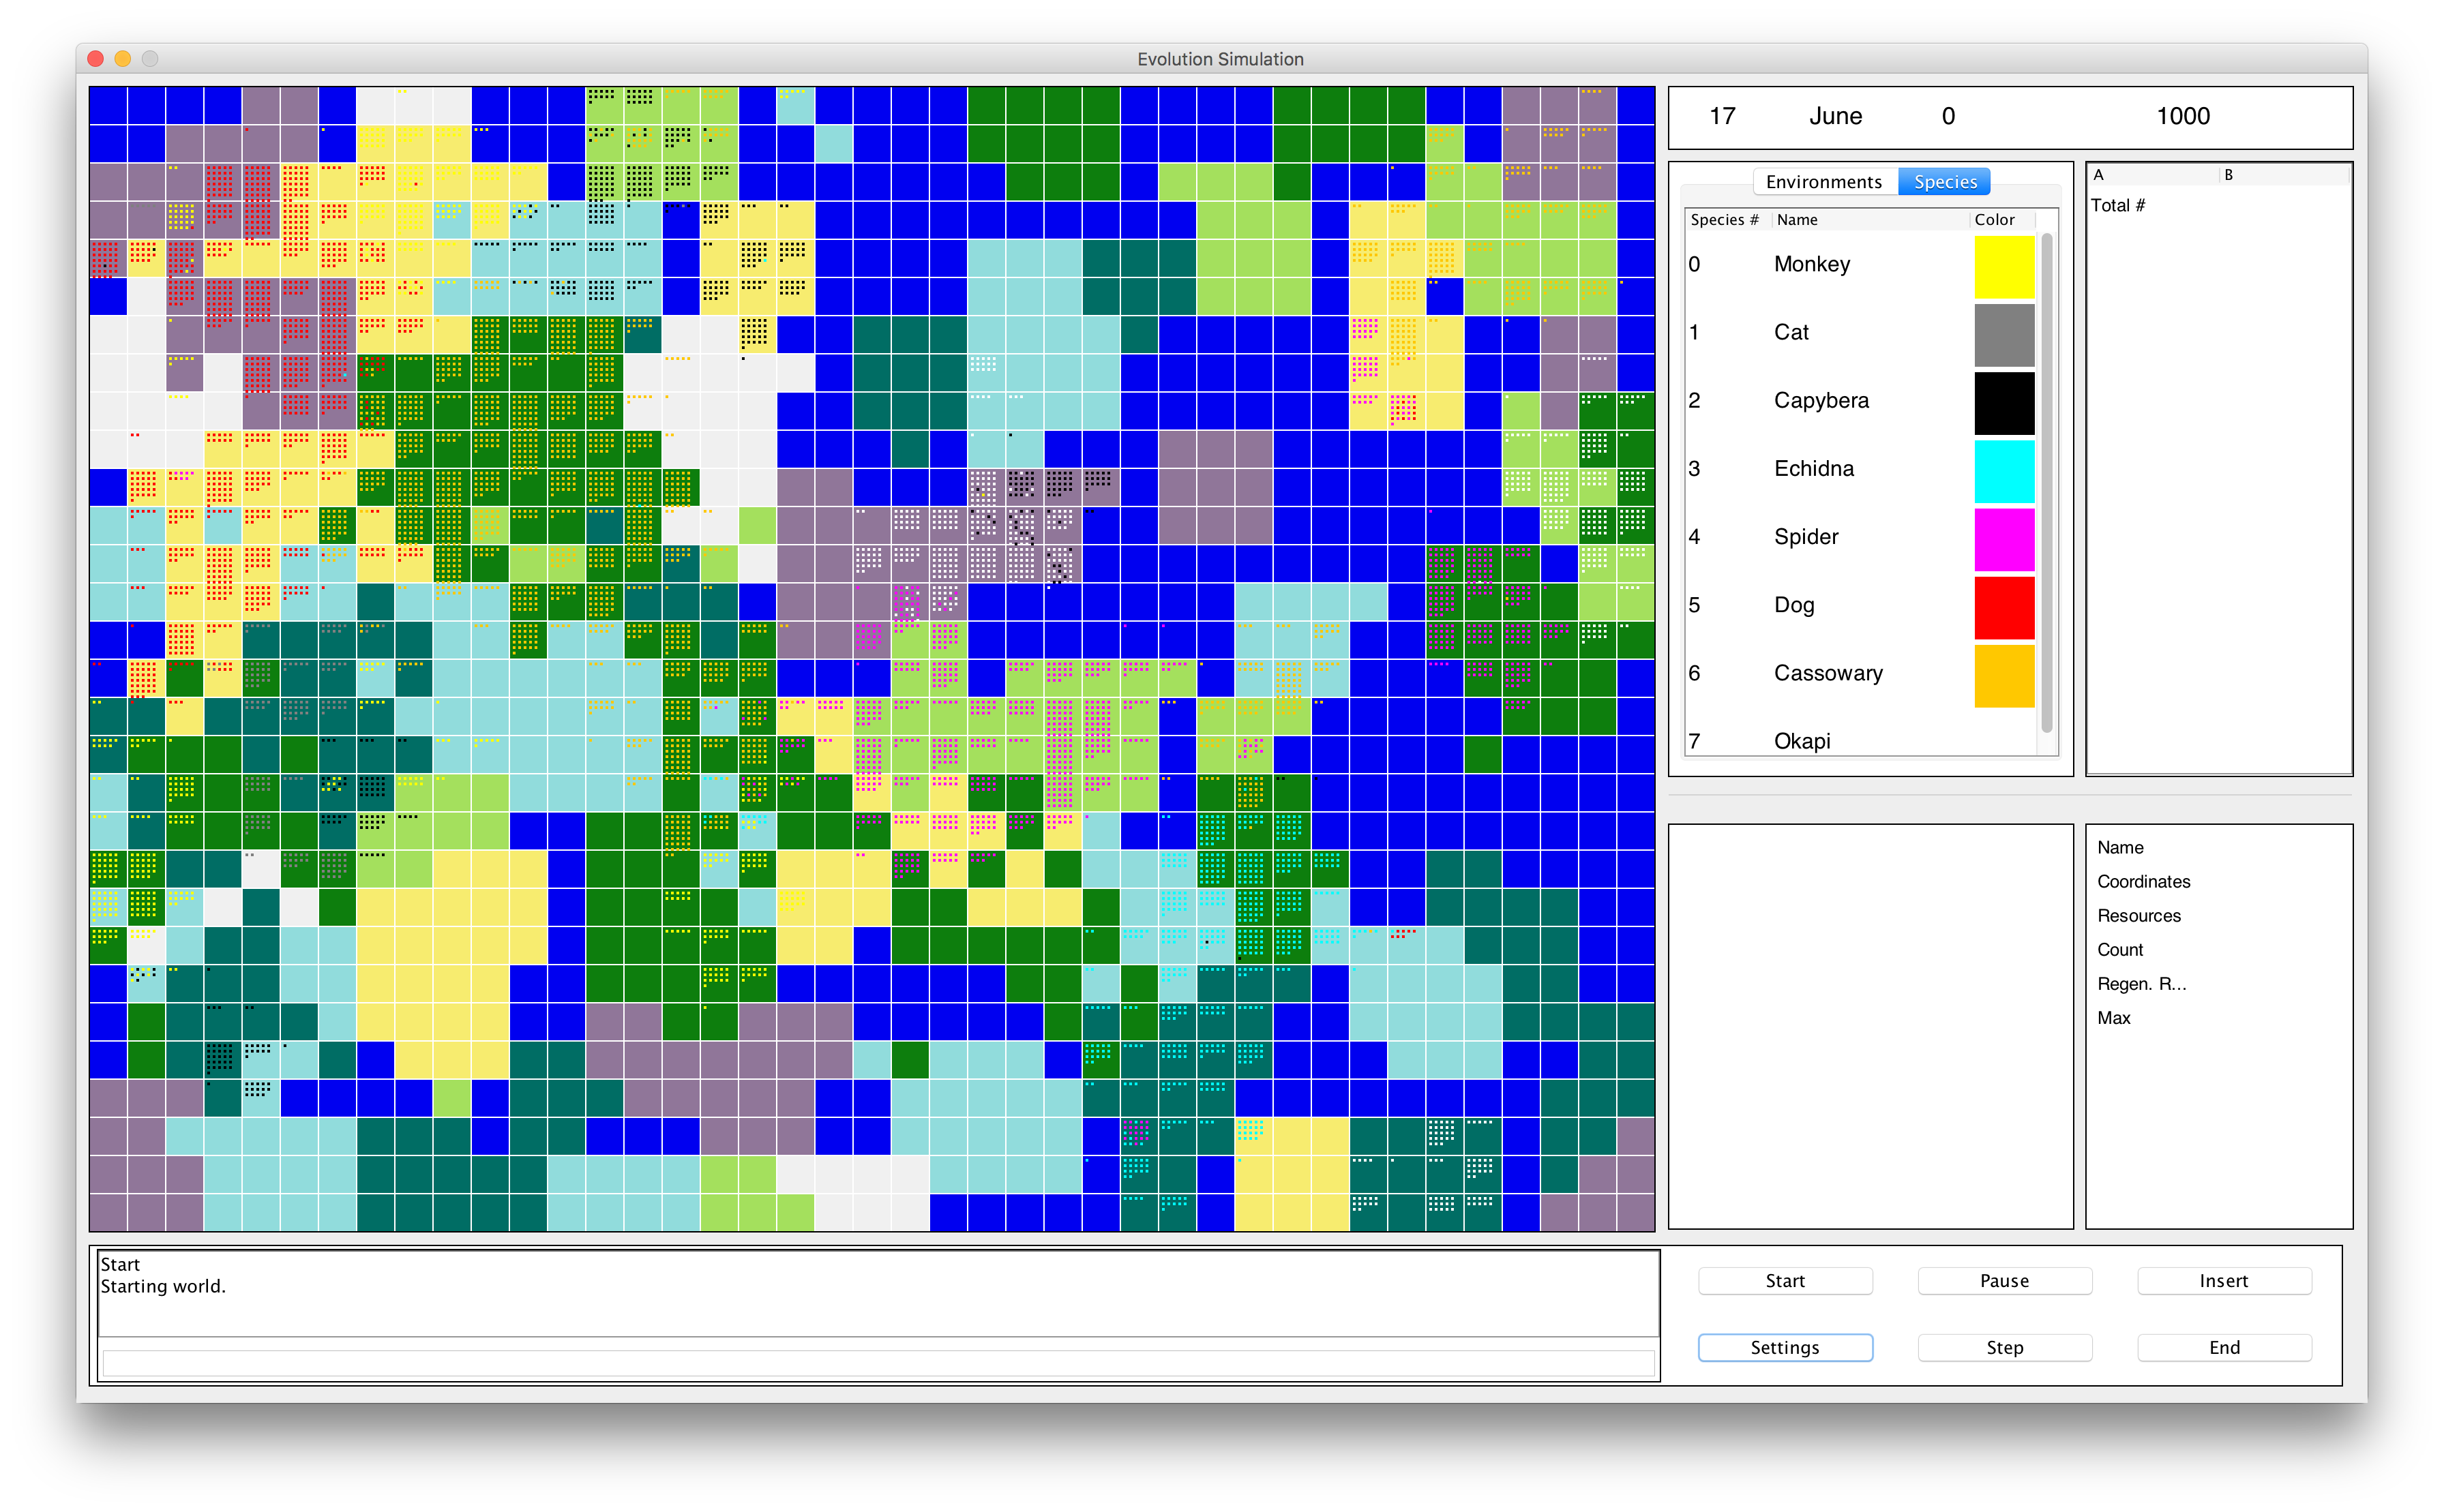 Evolution Simulation
17 June 0 1000
Environments Species
Species # Name Color
0 Monkey
1 Cat
2 Capybera
3 Echidna
4 Spider
5 Dog
6 Cassowary
7 Okapi
A B
Total #
Name
Coordinates
Resources
Count
Regen. R...
Max
Start
Starting world.
Start Pause Insert
Settings Step End